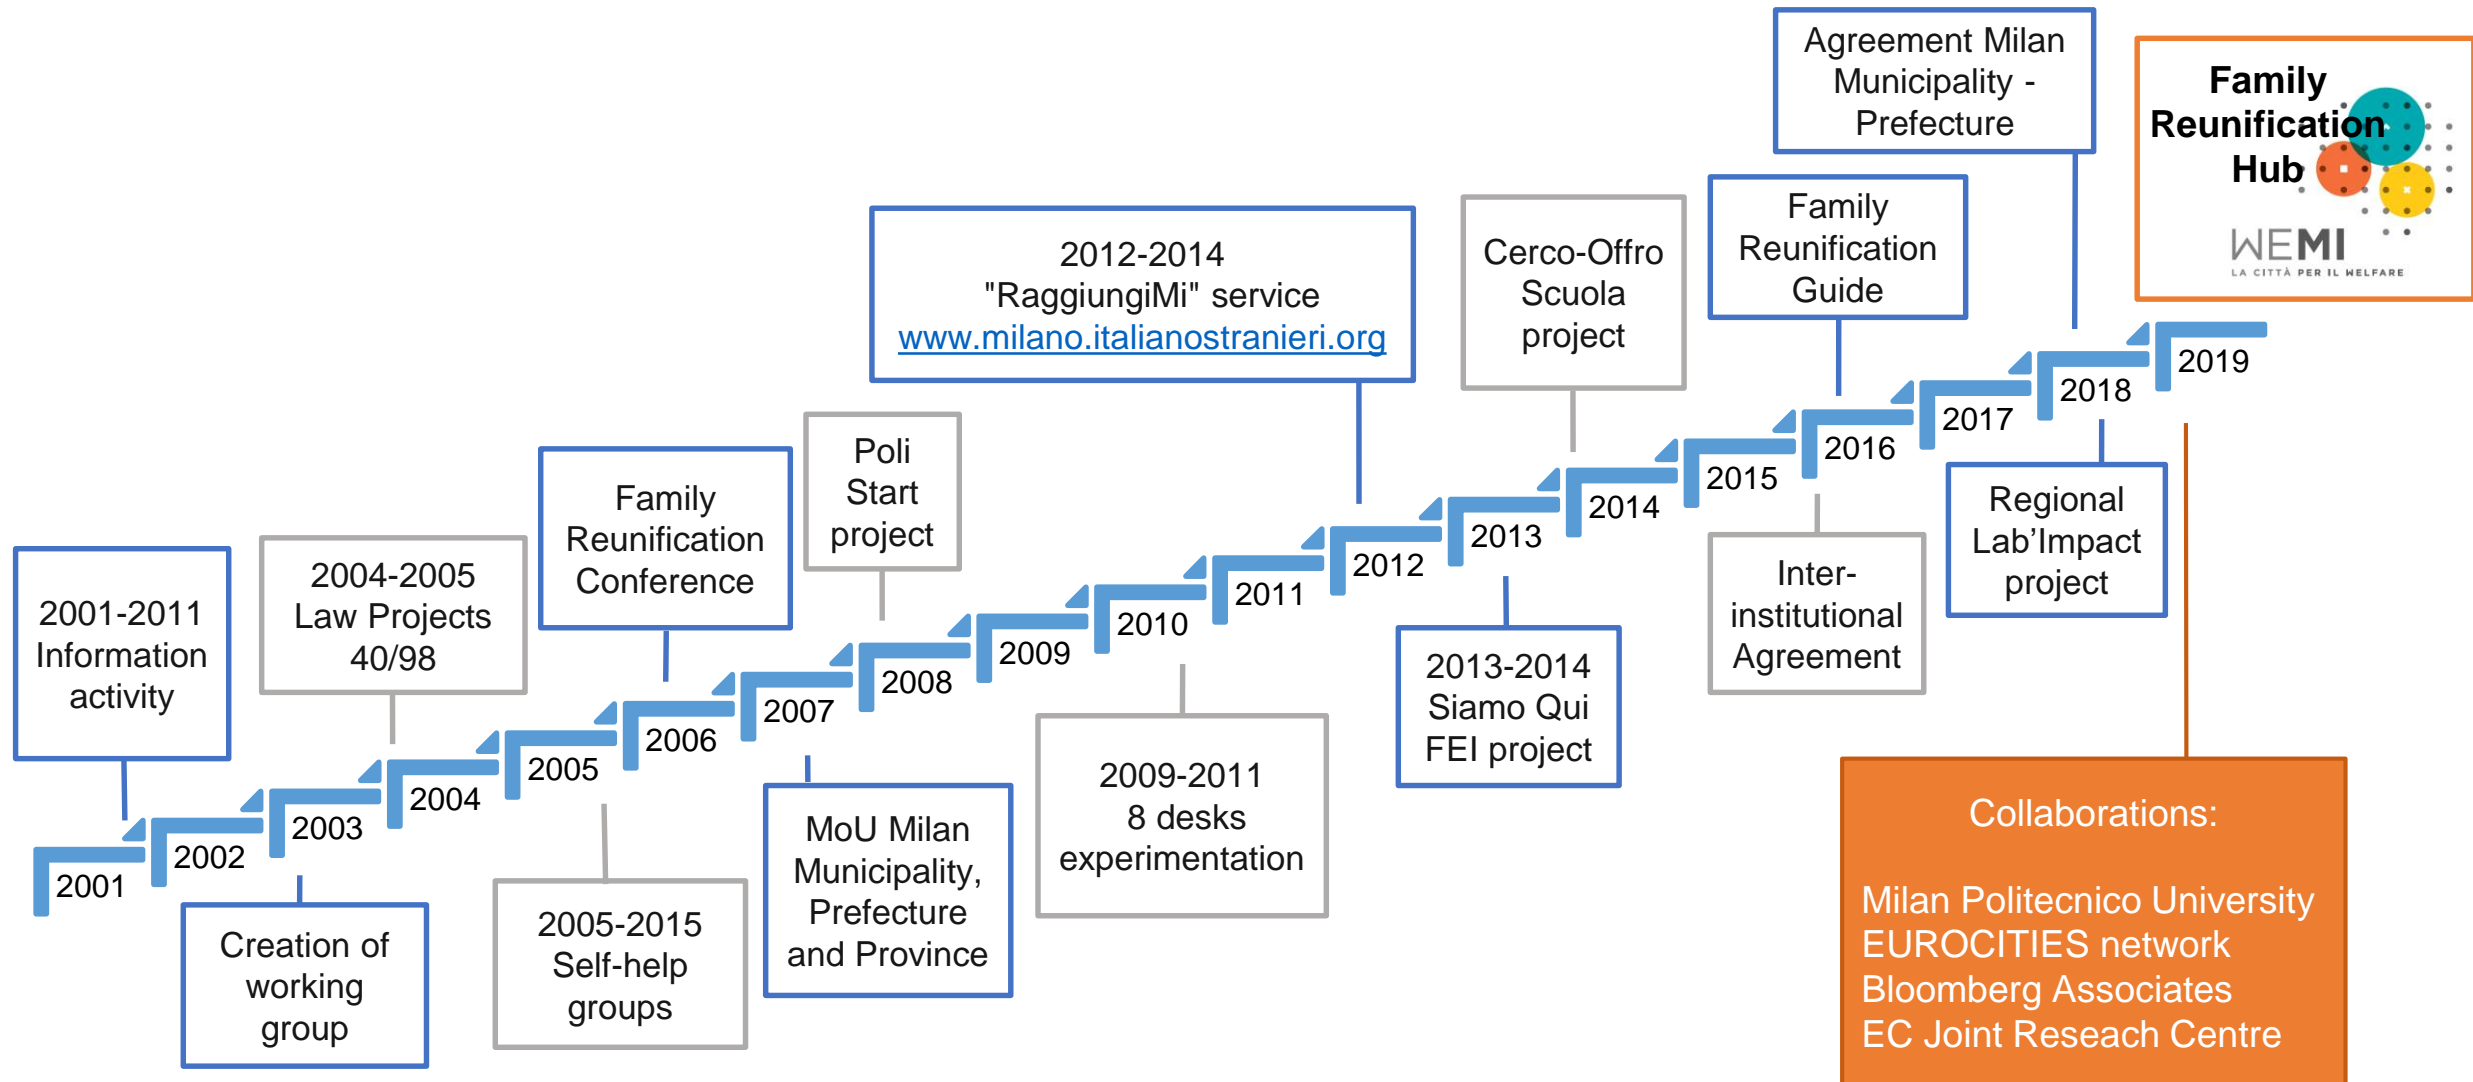 Agreement Milan
Municipality -
Prefecture
Family
Reunification
Hub
WEMI
LA CITTÀ PER IL WELFARE
Family
Reunification
Guide
Cerco-Offro
Scuola
project
2012-2014
"RaggiungiMi" service
www.milano.italianostranieri.org
Poli
Start
project
Family
Reunification
Conference
2004-2005
Law Projects
40/98
2001-2011
Information
activity
2001
2002
2003
2004
2005
2006
2007
2008
2009
2010
2011
2012
2013
2014
2015
2016
2017
2018
2019
Creation of
working
group
2005-2015
Self-help
groups
MoU Milan
Municipality,
Prefecture
and Province
2009-2011
8 desks
experimentation
2013-2014
Siamo Qui
FEI project
Inter-
institutional
Agreement
Regional
Lab’Impact
project
Collaborations:
Milan Politecnico University
EUROCITIES network
Bloomberg Associates
EC Joint Reseach Centre